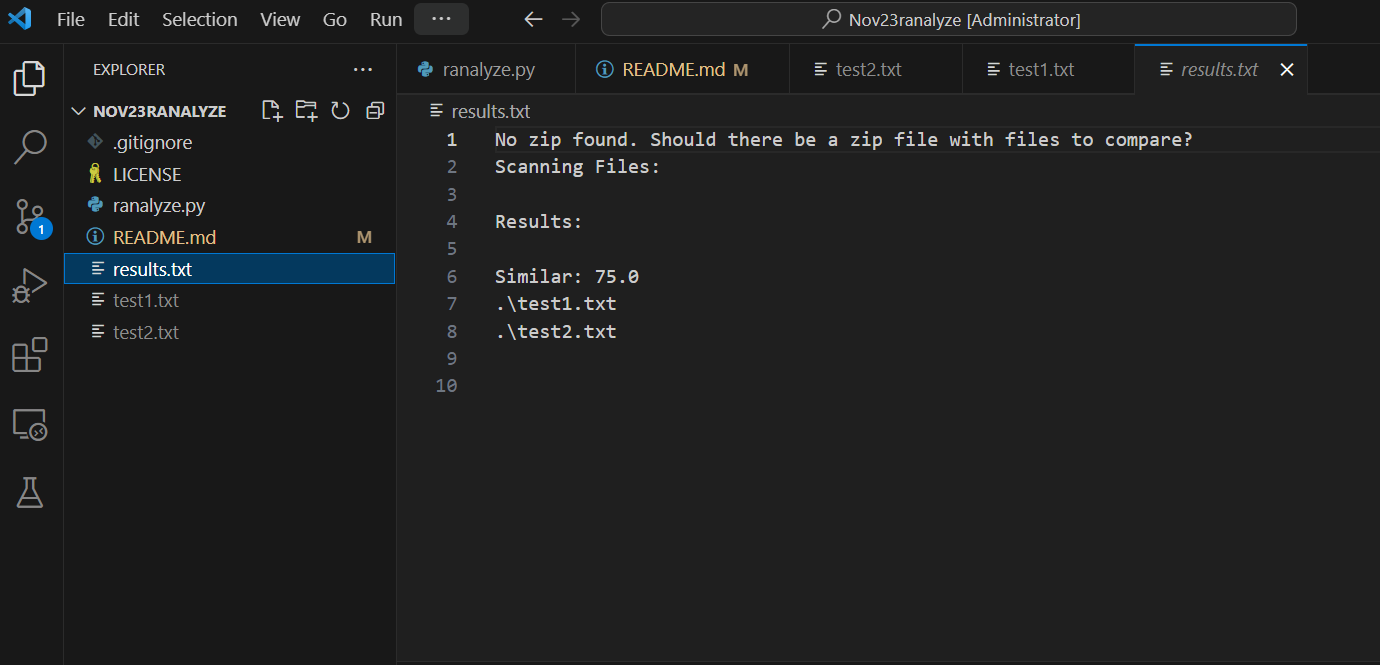 File Edit Selection View Go Run ··· Nov23ranalyze [Administrator]
EXPLORER ···
ranalyze.py README.md M test2.txt test1.txt results.txt
NOV23RANALYZE
.gitignore
LICENSE
ranalyze.py
README.md M
results.txt
test1.txt
test2.txt
1
results.txt
1 No zip found. Should there be a zip file with files to compare?
2 Scanning Files:
3
4 Results:
5
6 Similar: 75.0
7 .\test1.txt
8 .\test2.txt
9
10